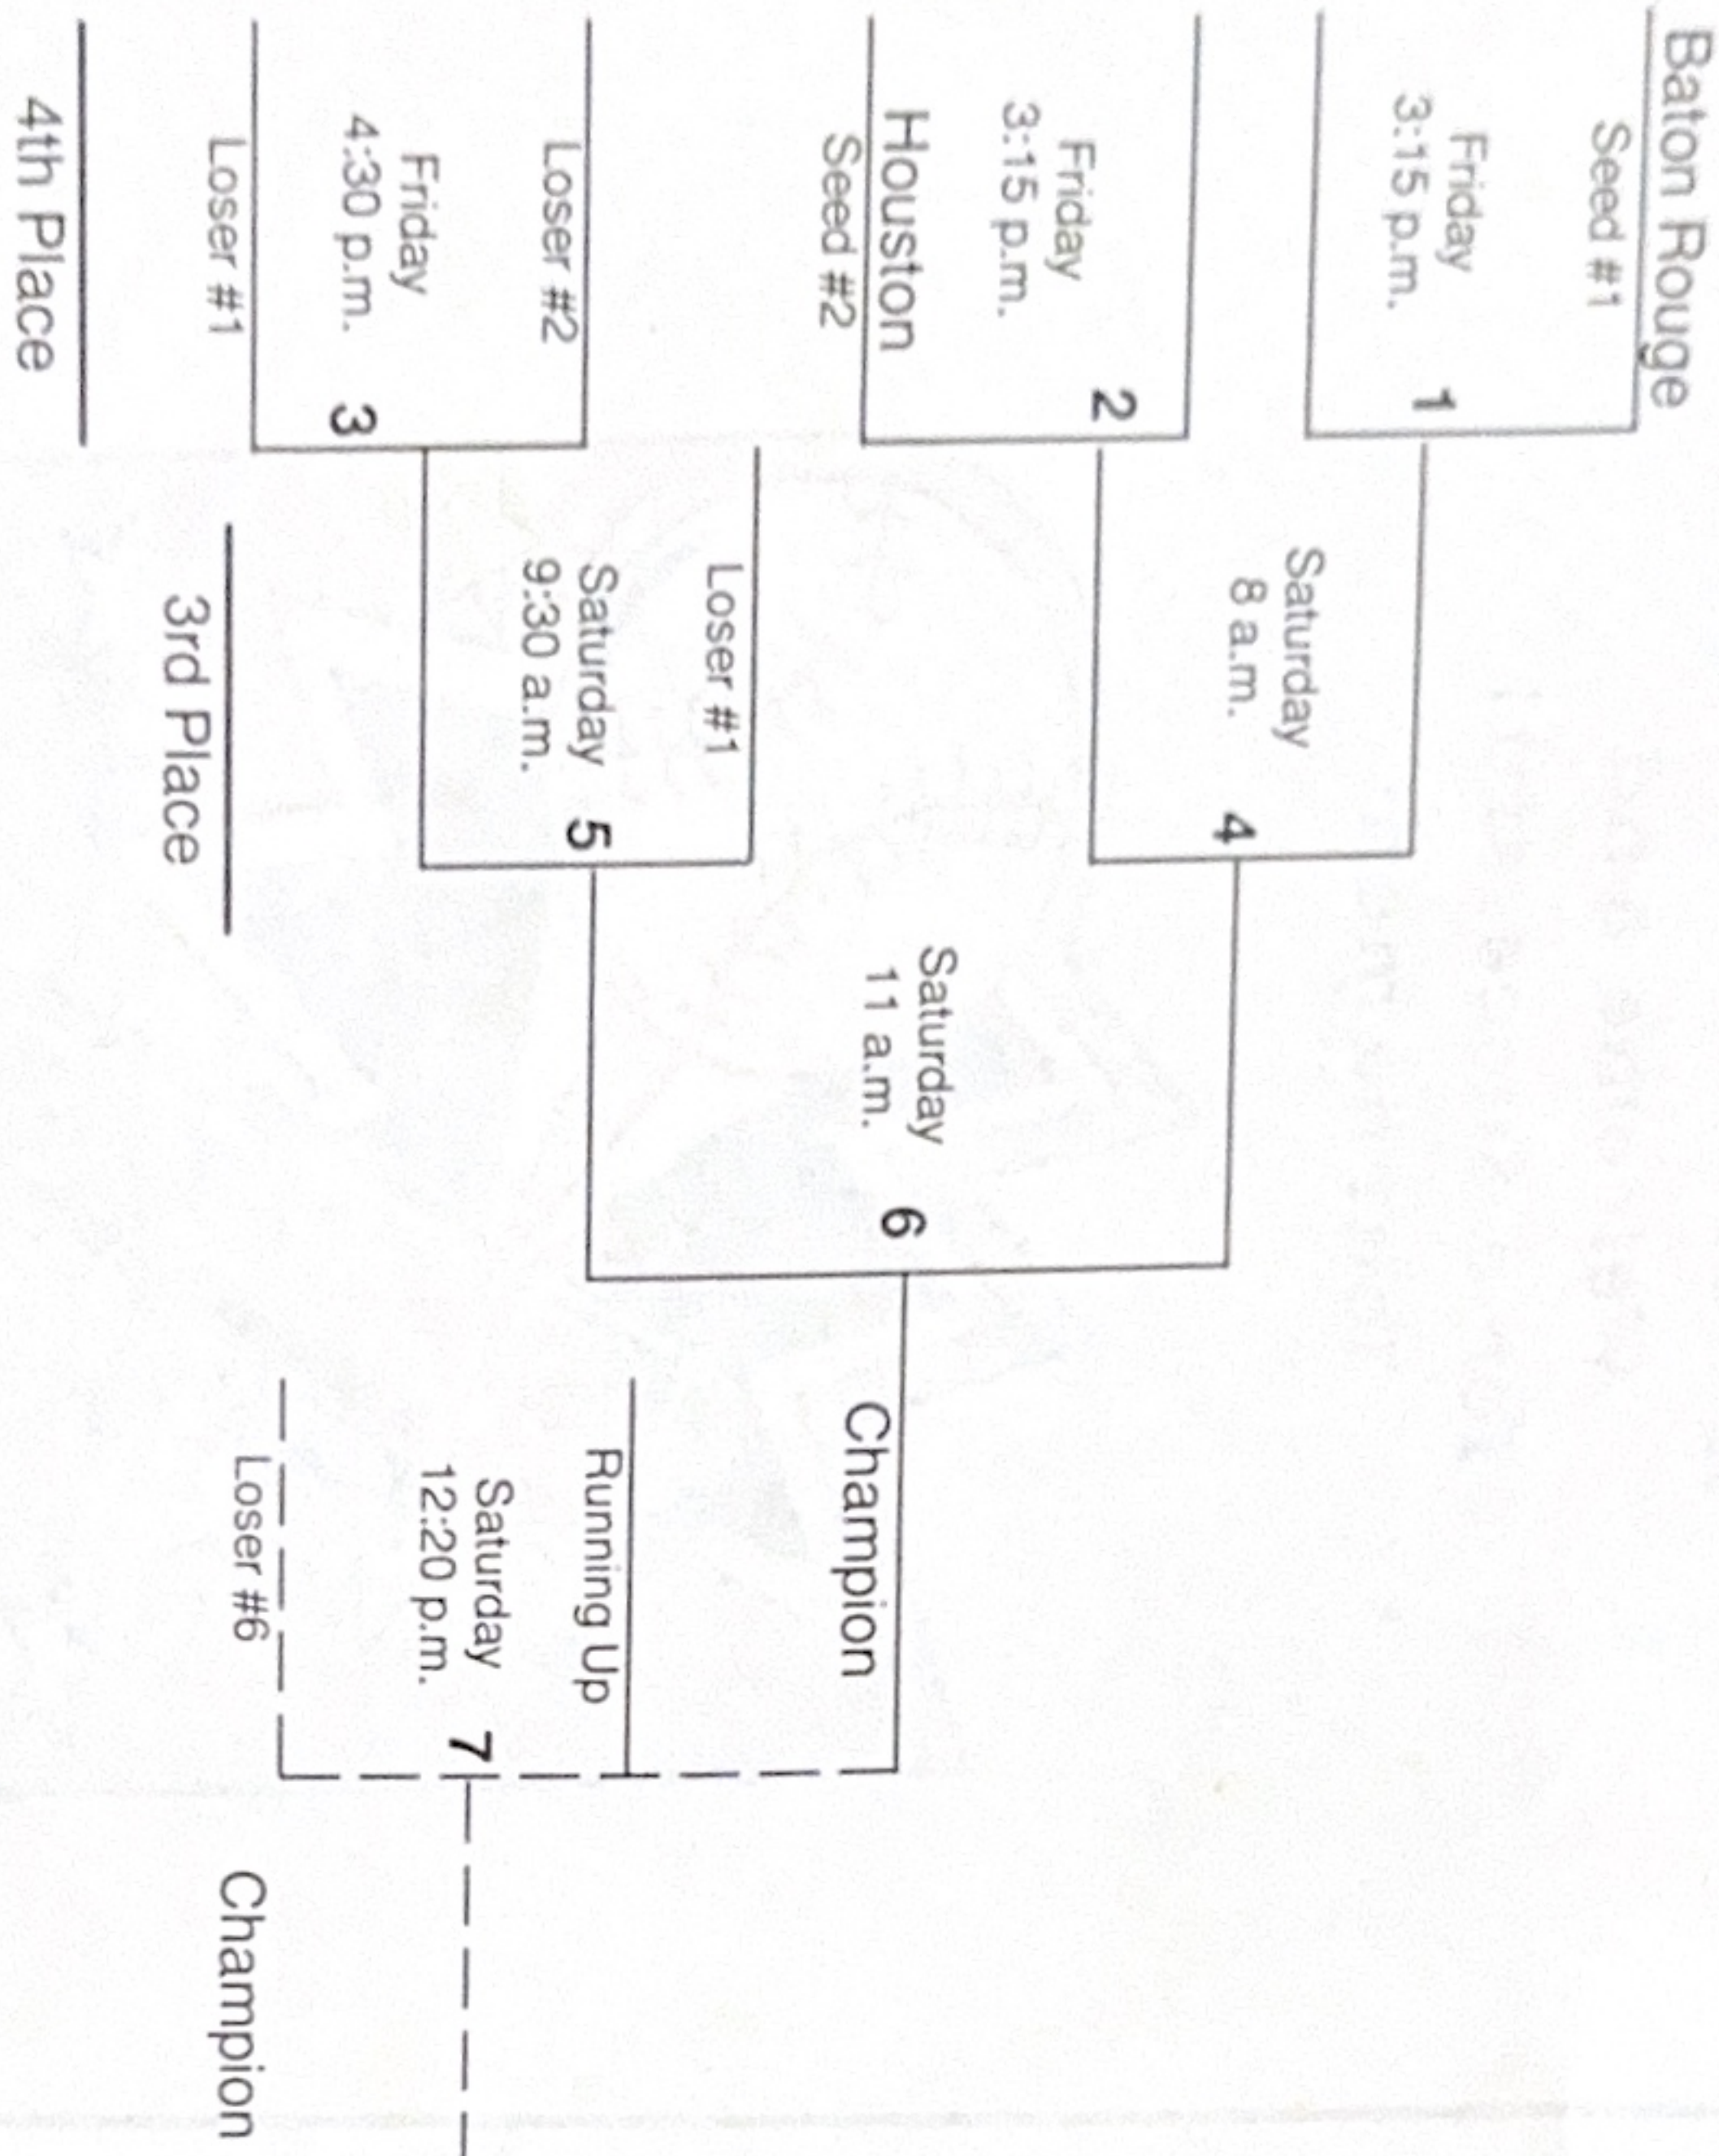 Baton Rouge
Seed #1
Friday
3:15 p.m.
1
Saturday
8 a.m.
4
Friday
3:15 p.m.
2
Houston
Seed #2
Saturday
11 a.m.
6
Champion
Loser #1
Saturday
9:30 a.m.
5
Loser #2
Friday
4:30 p.m.
3
Loser #1
Running Up
Saturday
12:20 p.m.
7
Loser #6
Champion
3rd Place
4th Place